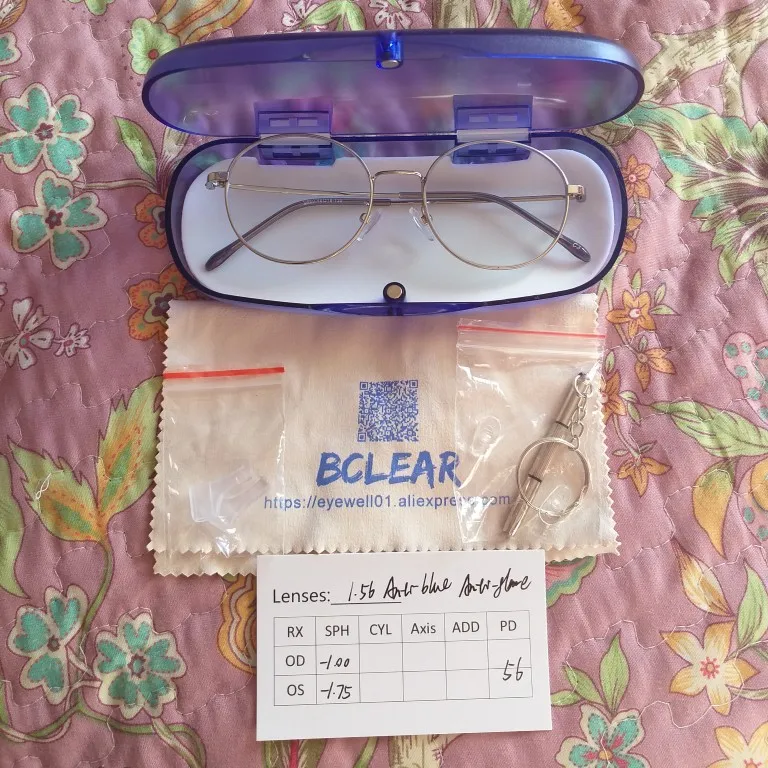 BCLEAR
https://eyewell01.aliexpress.com
Lenses: 1.56 Anti-blue Anti-glare
RX SPH CYL Axis ADD PD
OD -1.00
56
OS -1.75